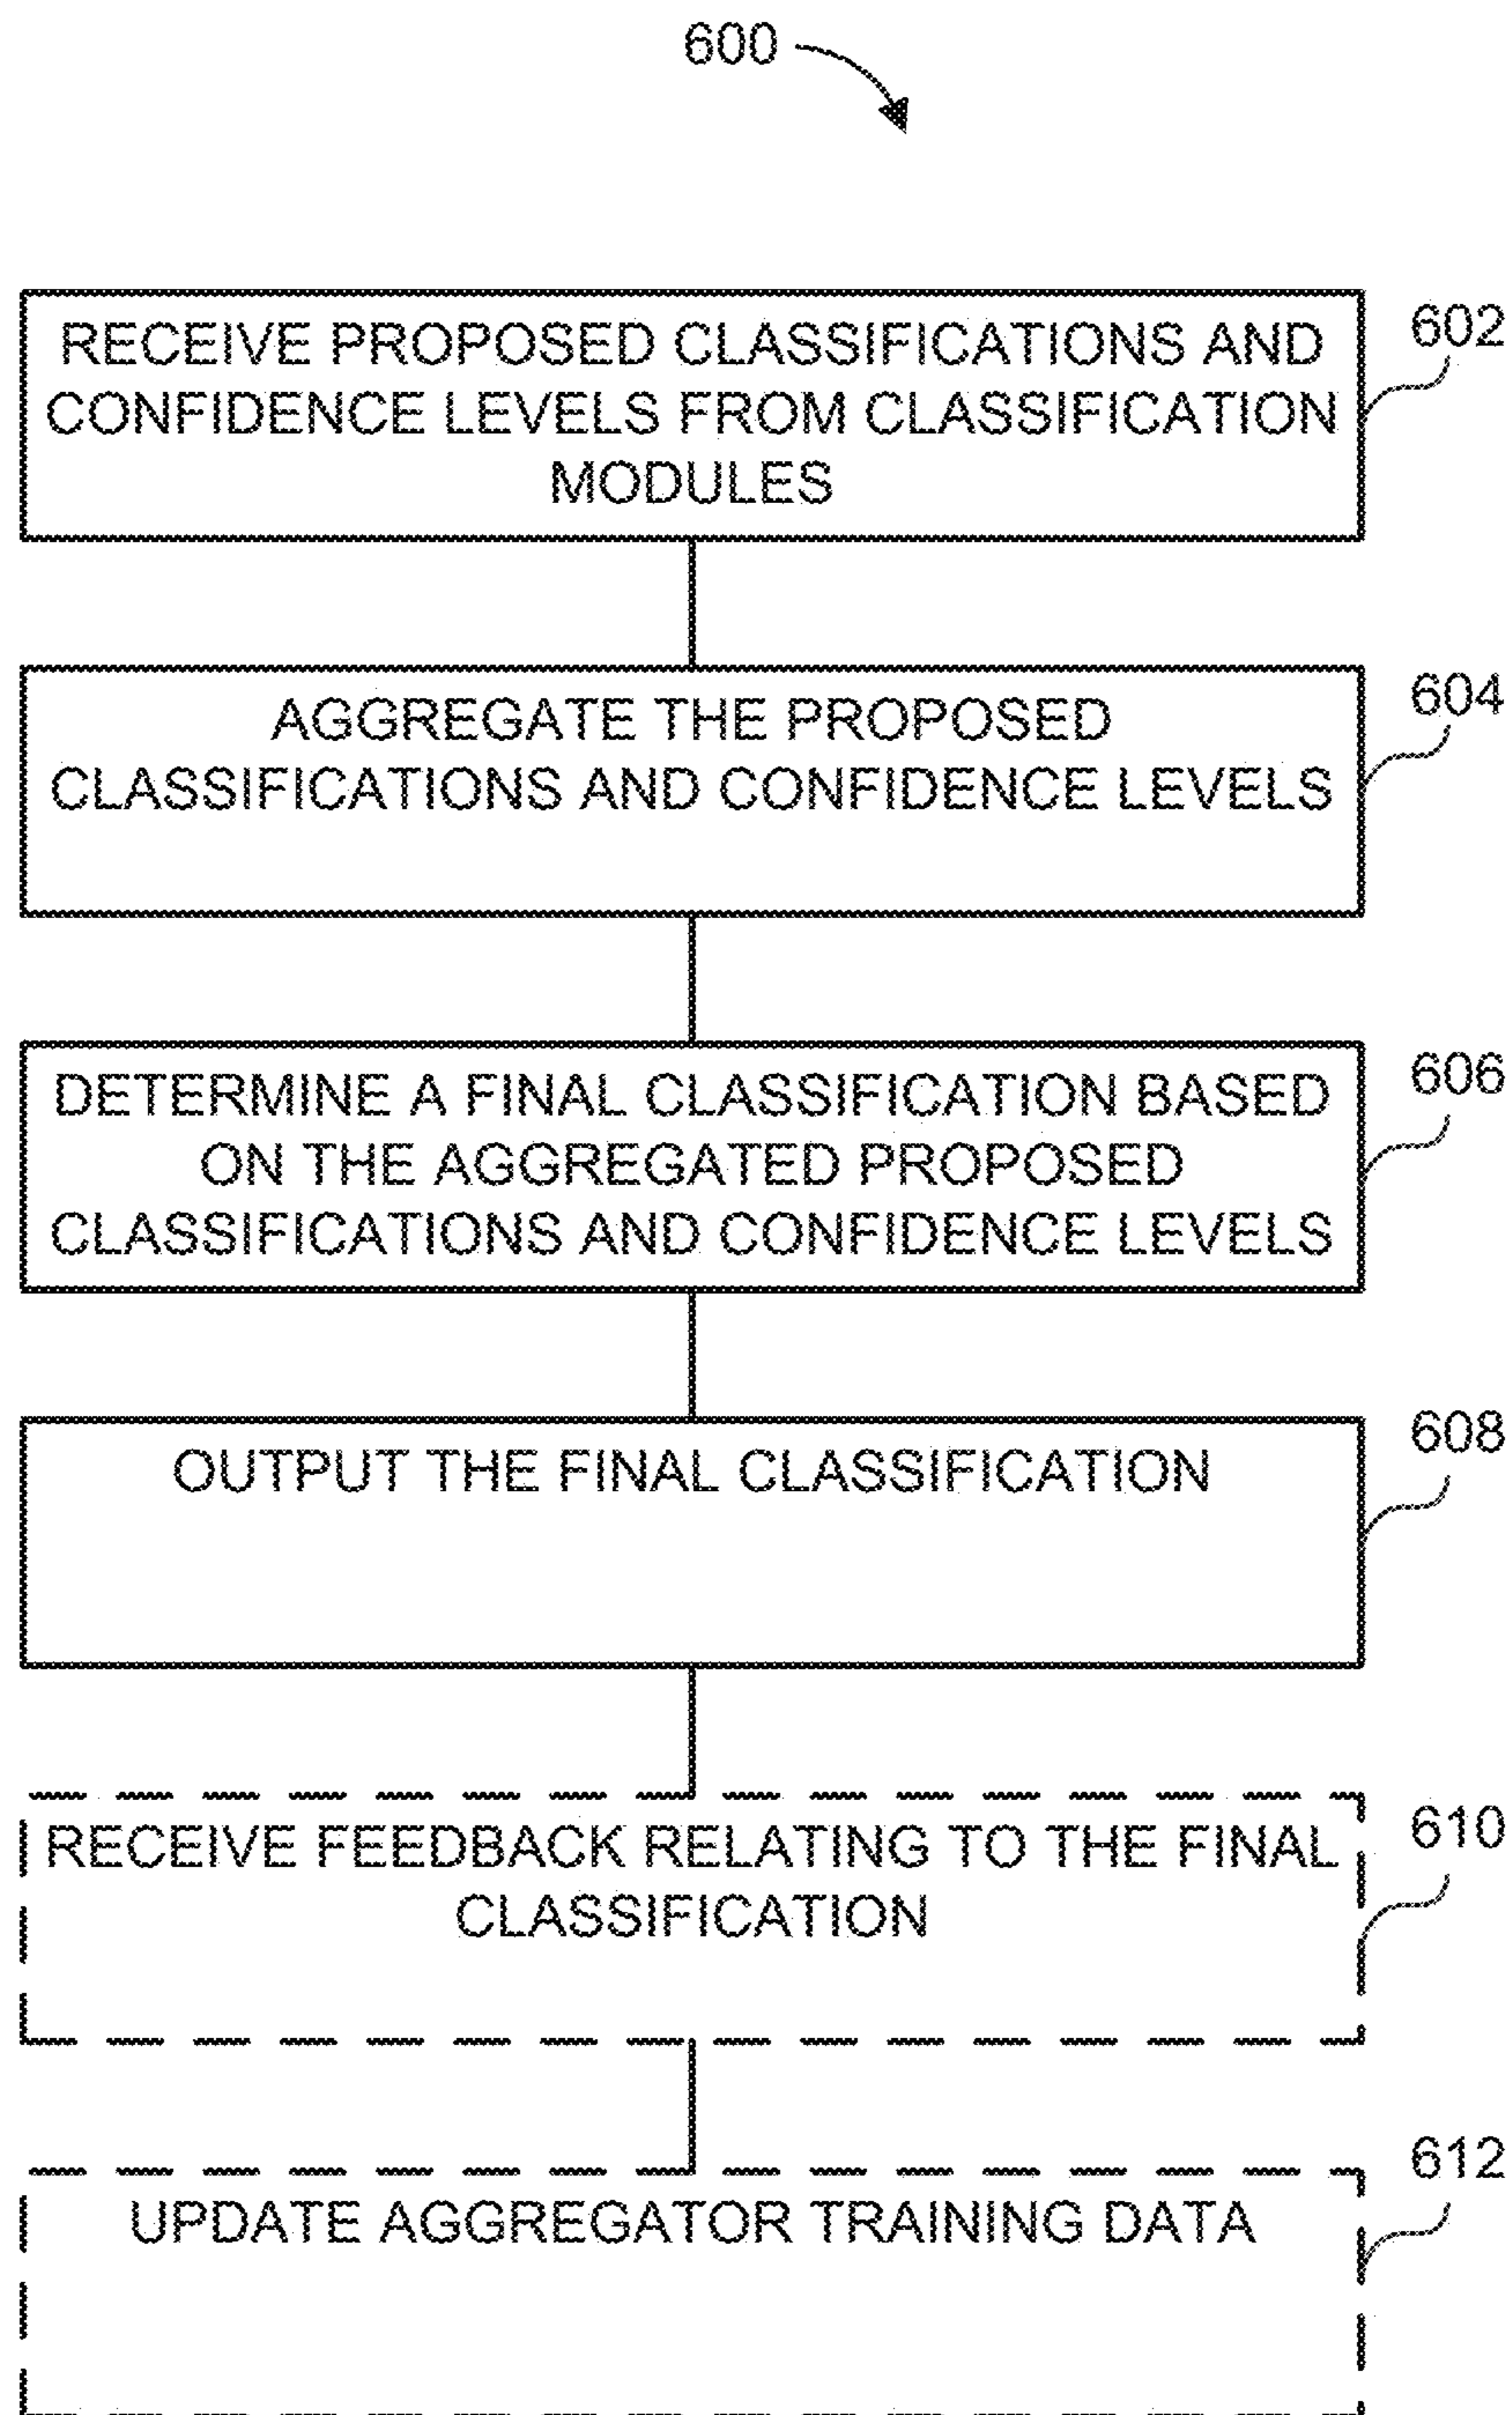 600
RECEIVE PROPOSED CLASSIFICATIONS AND
CONFIDENCE LEVELS FROM CLASSIFICATION
MODULES
602
AGGREGATE THE PROPOSED
CLASSIFICATIONS AND CONFIDENCE LEVELS
604
DETERMINE A FINAL CLASSIFICATION BASED
ON THE AGGREGATED PROPOSED
CLASSIFICATIONS AND CONFIDENCE LEVELS
606
OUTPUT THE FINAL CLASSIFICATION
608
RECEIVE FEEDBACK RELATING TO THE FINAL
CLASSIFICATION
610
UPDATE AGGREGATOR TRAINING DATA
612